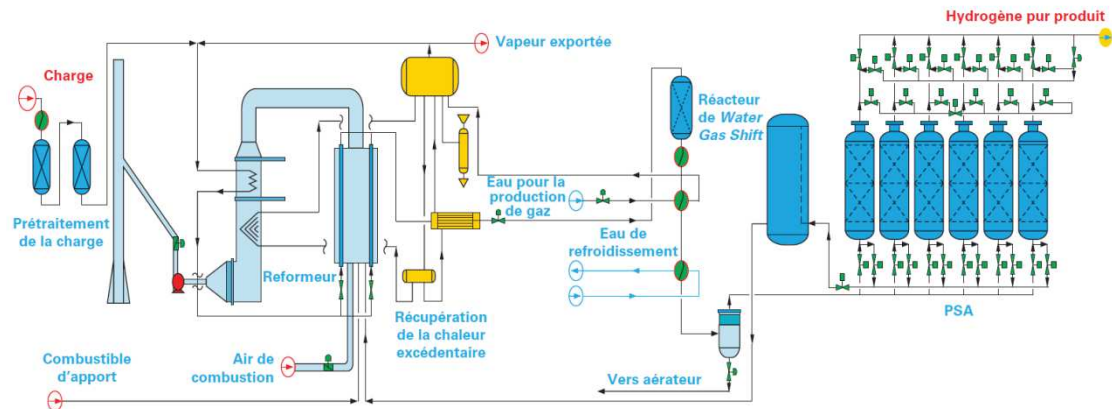 Hydrogène pur produit
Vapeur exportée
Charge
Réacteur
de Water
Gas Shift
Eau pour la
production
de gaz
Prétraitement
de la charge
Eau de
refroidissement
Reformeur
Récupération
de la chaleur
excédentaire
PSA
Air de
combustion
Combustible
d'apport
Vers aérateur